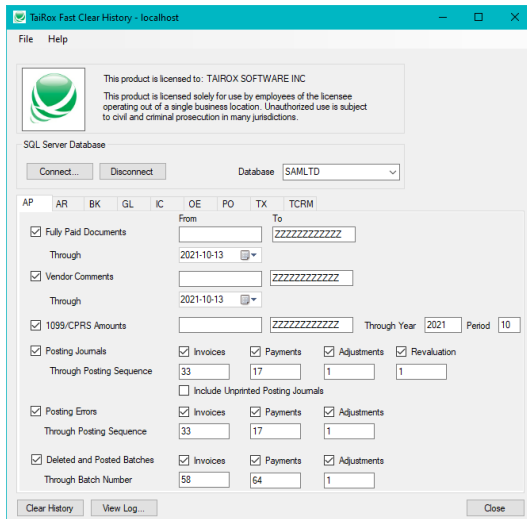 TaiRox Fast Clear History - localhost
File Help
This product is licensed to: TAIROX SOFTWARE INC
This product is licensed solely for use by employees of the licensee
operating out of a single business location. Unauthorized use is subject
to civil and criminal prosecution in many jurisdictions.
SQL Server Database
Connect... Disconnect Database SAMLTD
AP AR BK GL IC OE PO TX TCRM
From To
Fully Paid Documents ZZZZZZZZZZZZ
Through 2021-10-13
Vendor Comments ZZZZZZZZZZZZ
Through 2021-10-13
1099/CPRS Amounts ZZZZZZZZZZZZ Through Year 2021 Period 10
Posting Journals Invoices Payments Adjustments Revaluation
Through Posting Sequence 33 17 1 1
Include Unprinted Posting Journals
Posting Errors Invoices Payments Adjustments
Through Posting Sequence 33 17 1
Deleted and Posted Batches Invoices Payments Adjustments
Through Batch Number 58 64 1
Clear History View Log... Close